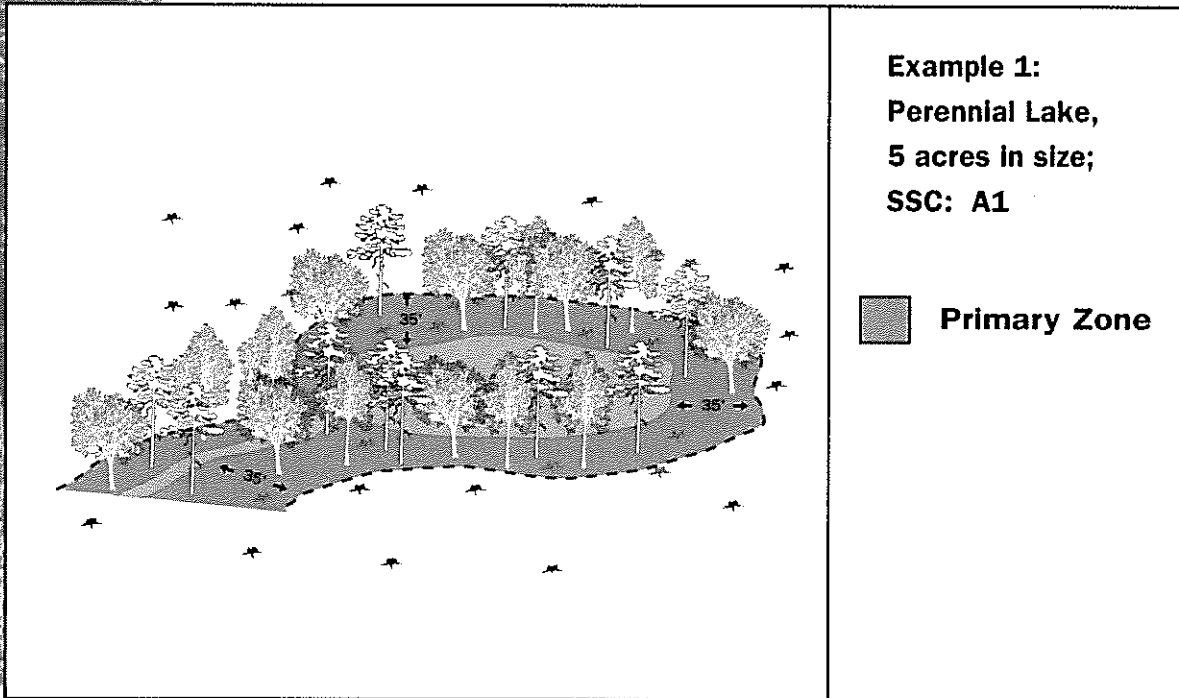 Example 1:
Perennial Lake,
5 acres in size;
SSC: A1
Primary Zone
35'
35'
35'